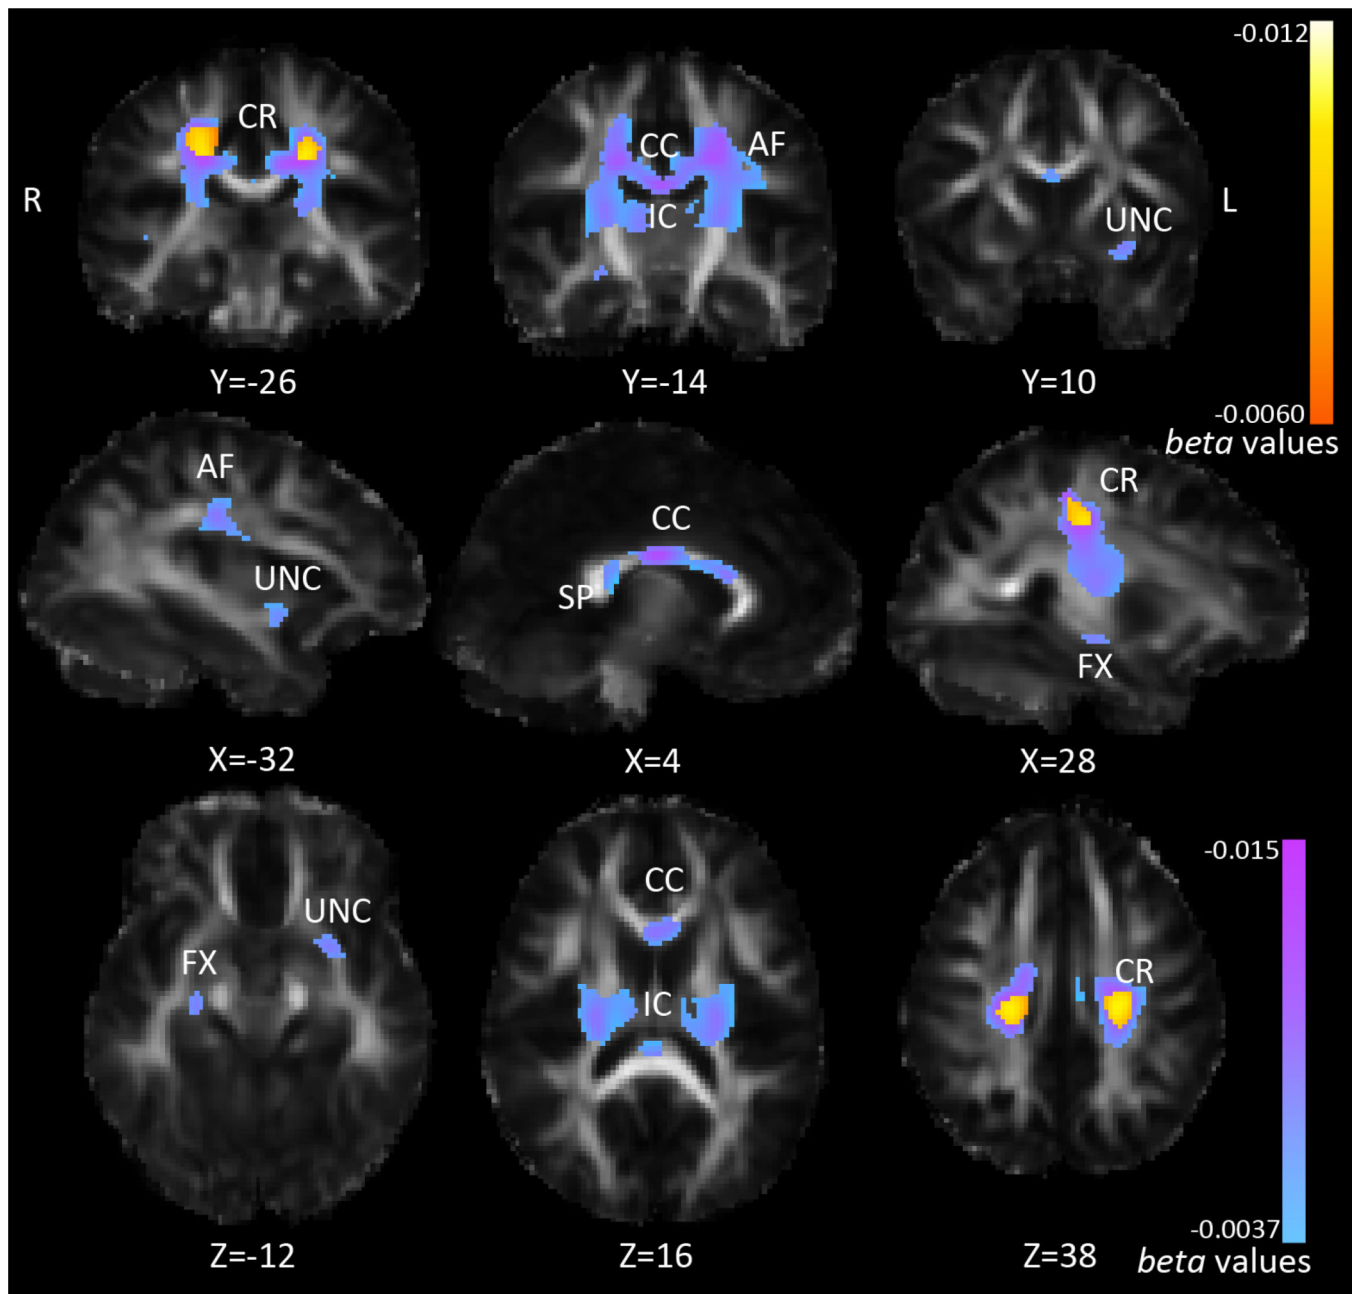 -0.012
CR
CC
AF
R
L
IC
UNC
Y=-26
Y=-14
Y=10
-0.0060
beta values
AF
CC
CR
UNC
SP
FX
X=-32
X=4
X=28
-0.015
CC
UNC
FX
CR
IC
-0.0037
Z=-12
Z=16
Z=38
beta values